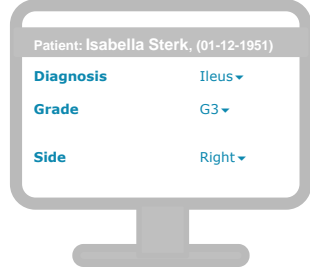 Patient: Isabella Sterk, (01-12-1951)
Diagnosis Ileus
Grade G3
Side Right